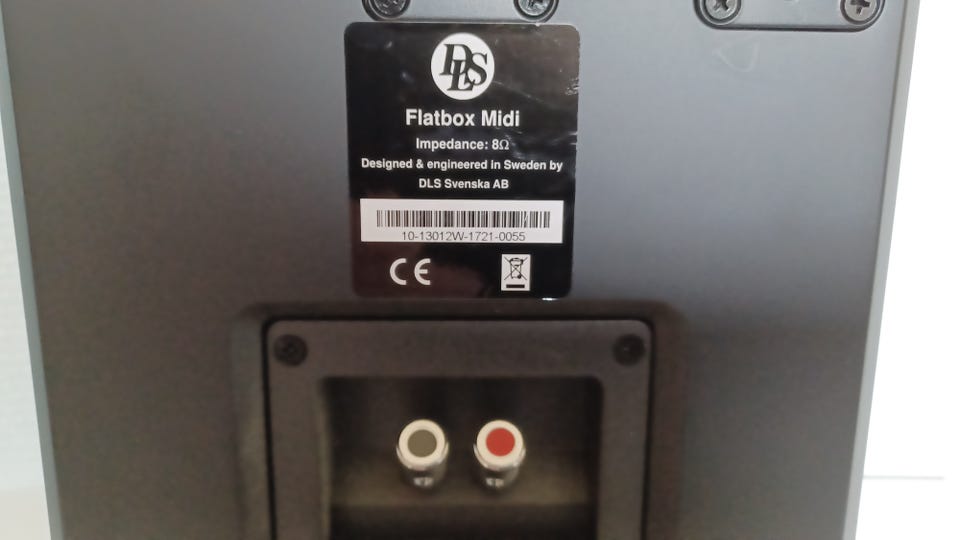 DLS
Flatbox Midi
Impedance: 8Ω
Designed & engineered in Sweden by
DLS Svenska AB
10-13012W-1721-0055
CE